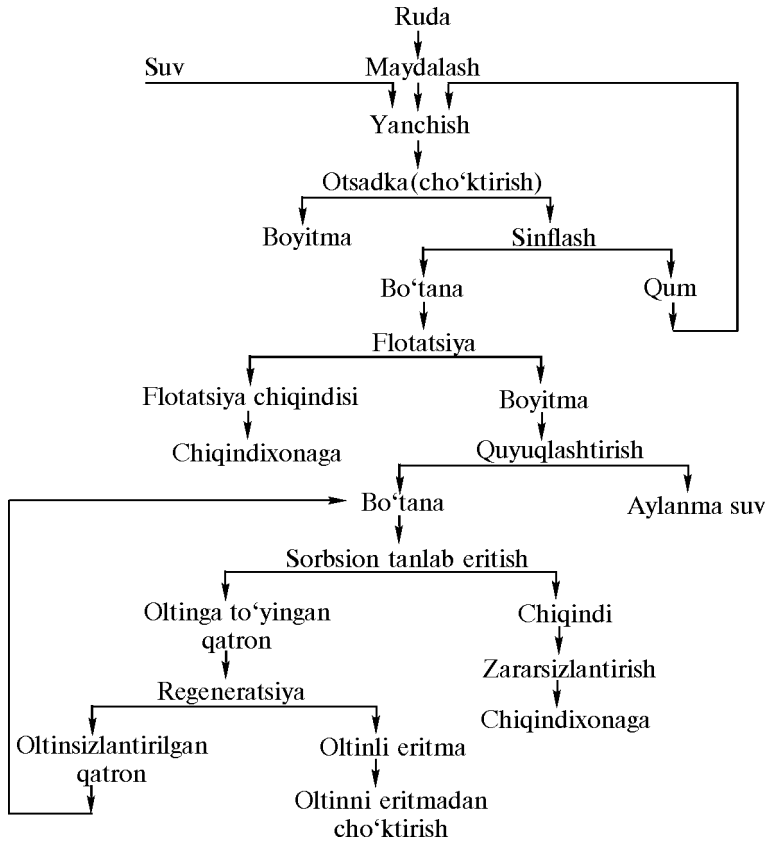 Ruda
Suv
Maydalash
Yanchish
Otsadka(cho‘ktirish)
Boyitma
Sinflash
Bo‘tana
Qum
Flotatsiya
Flotatsiya chiqindisi
Boyitma
Chiqindixonaga
Quyuqlashtirish
Bo‘tana
Aylanma suv
Sorbsion tanlab eritish
Oltinga to‘yingan
qatron
Chiqindi
Zararsizlantirish
Regeneratsiya
Chiqindixonaga
Oltinsizlantirilgan
qatron
Oltinli eritma
Oltinni eritmadan
cho‘ktirish